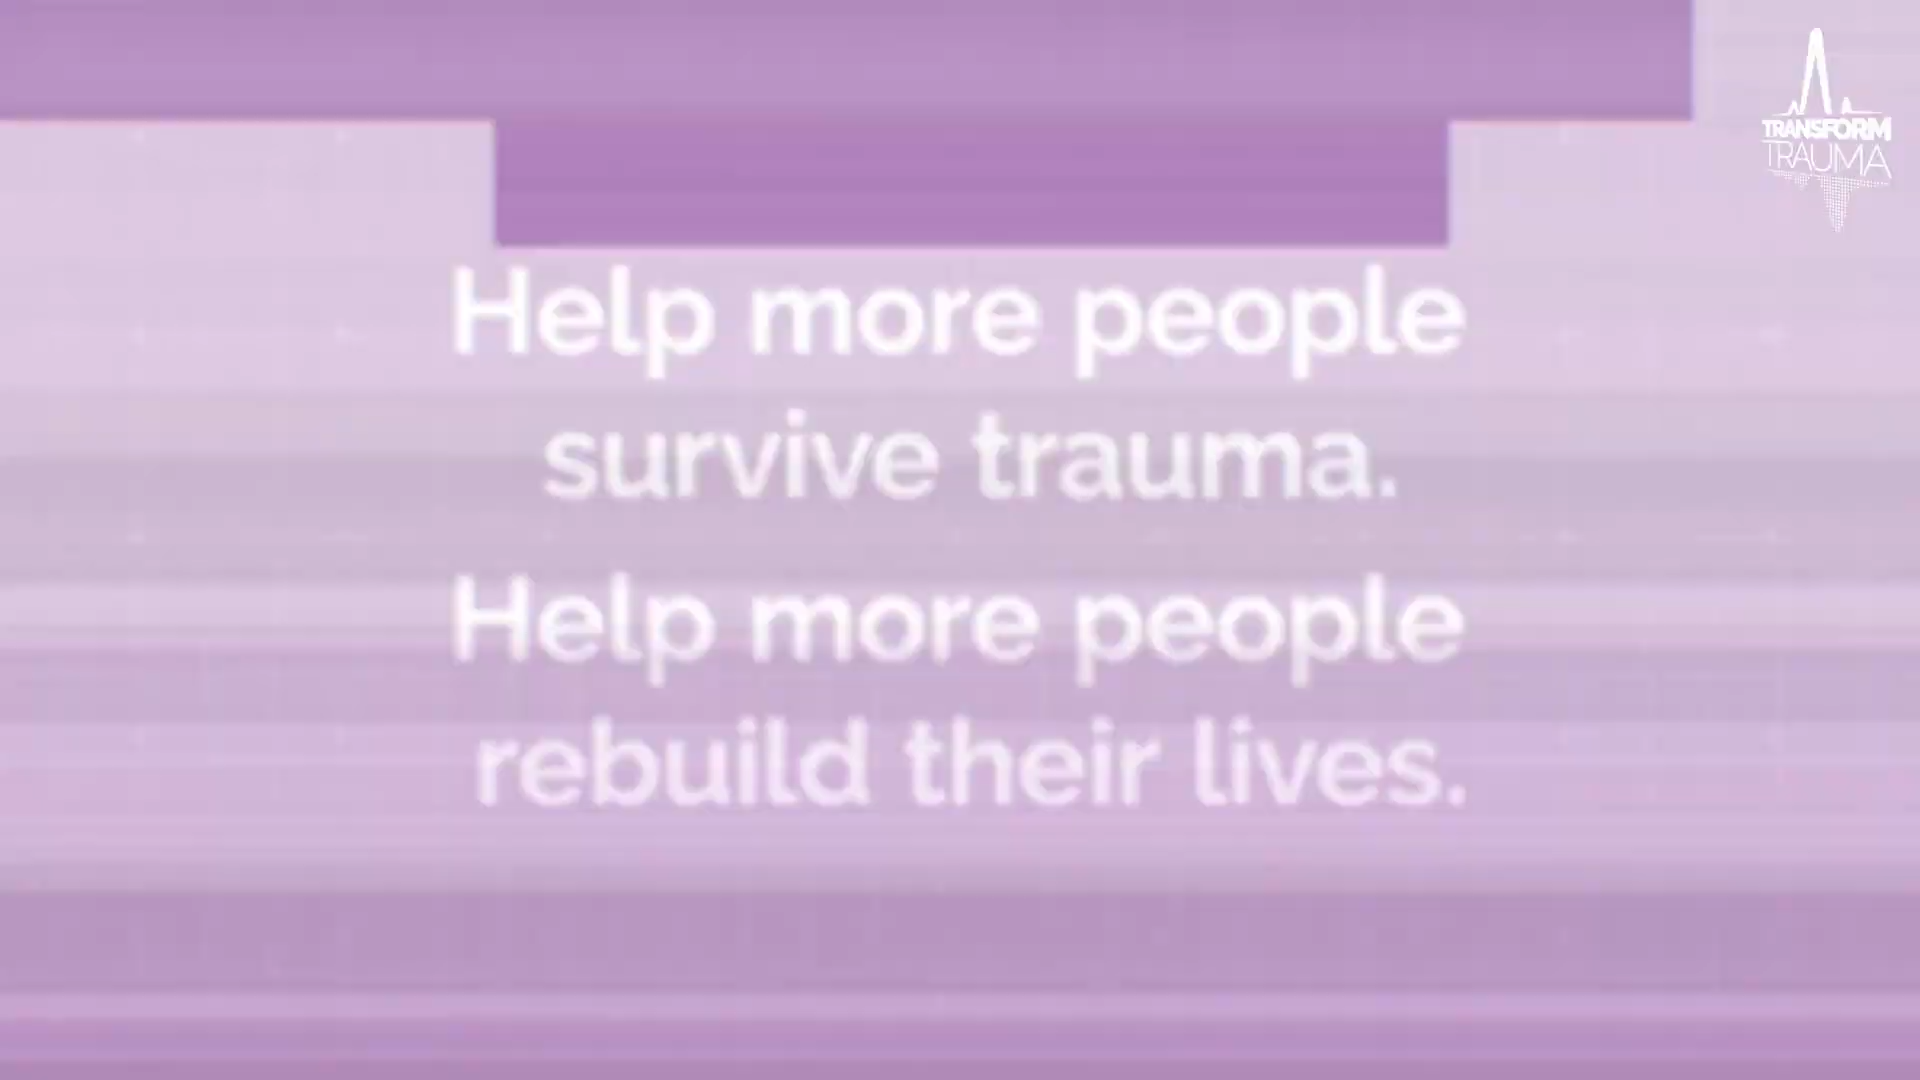 TRANSFORM
TRAUMA
Help more people
survive trauma.
Help more people
rebuild their lives.